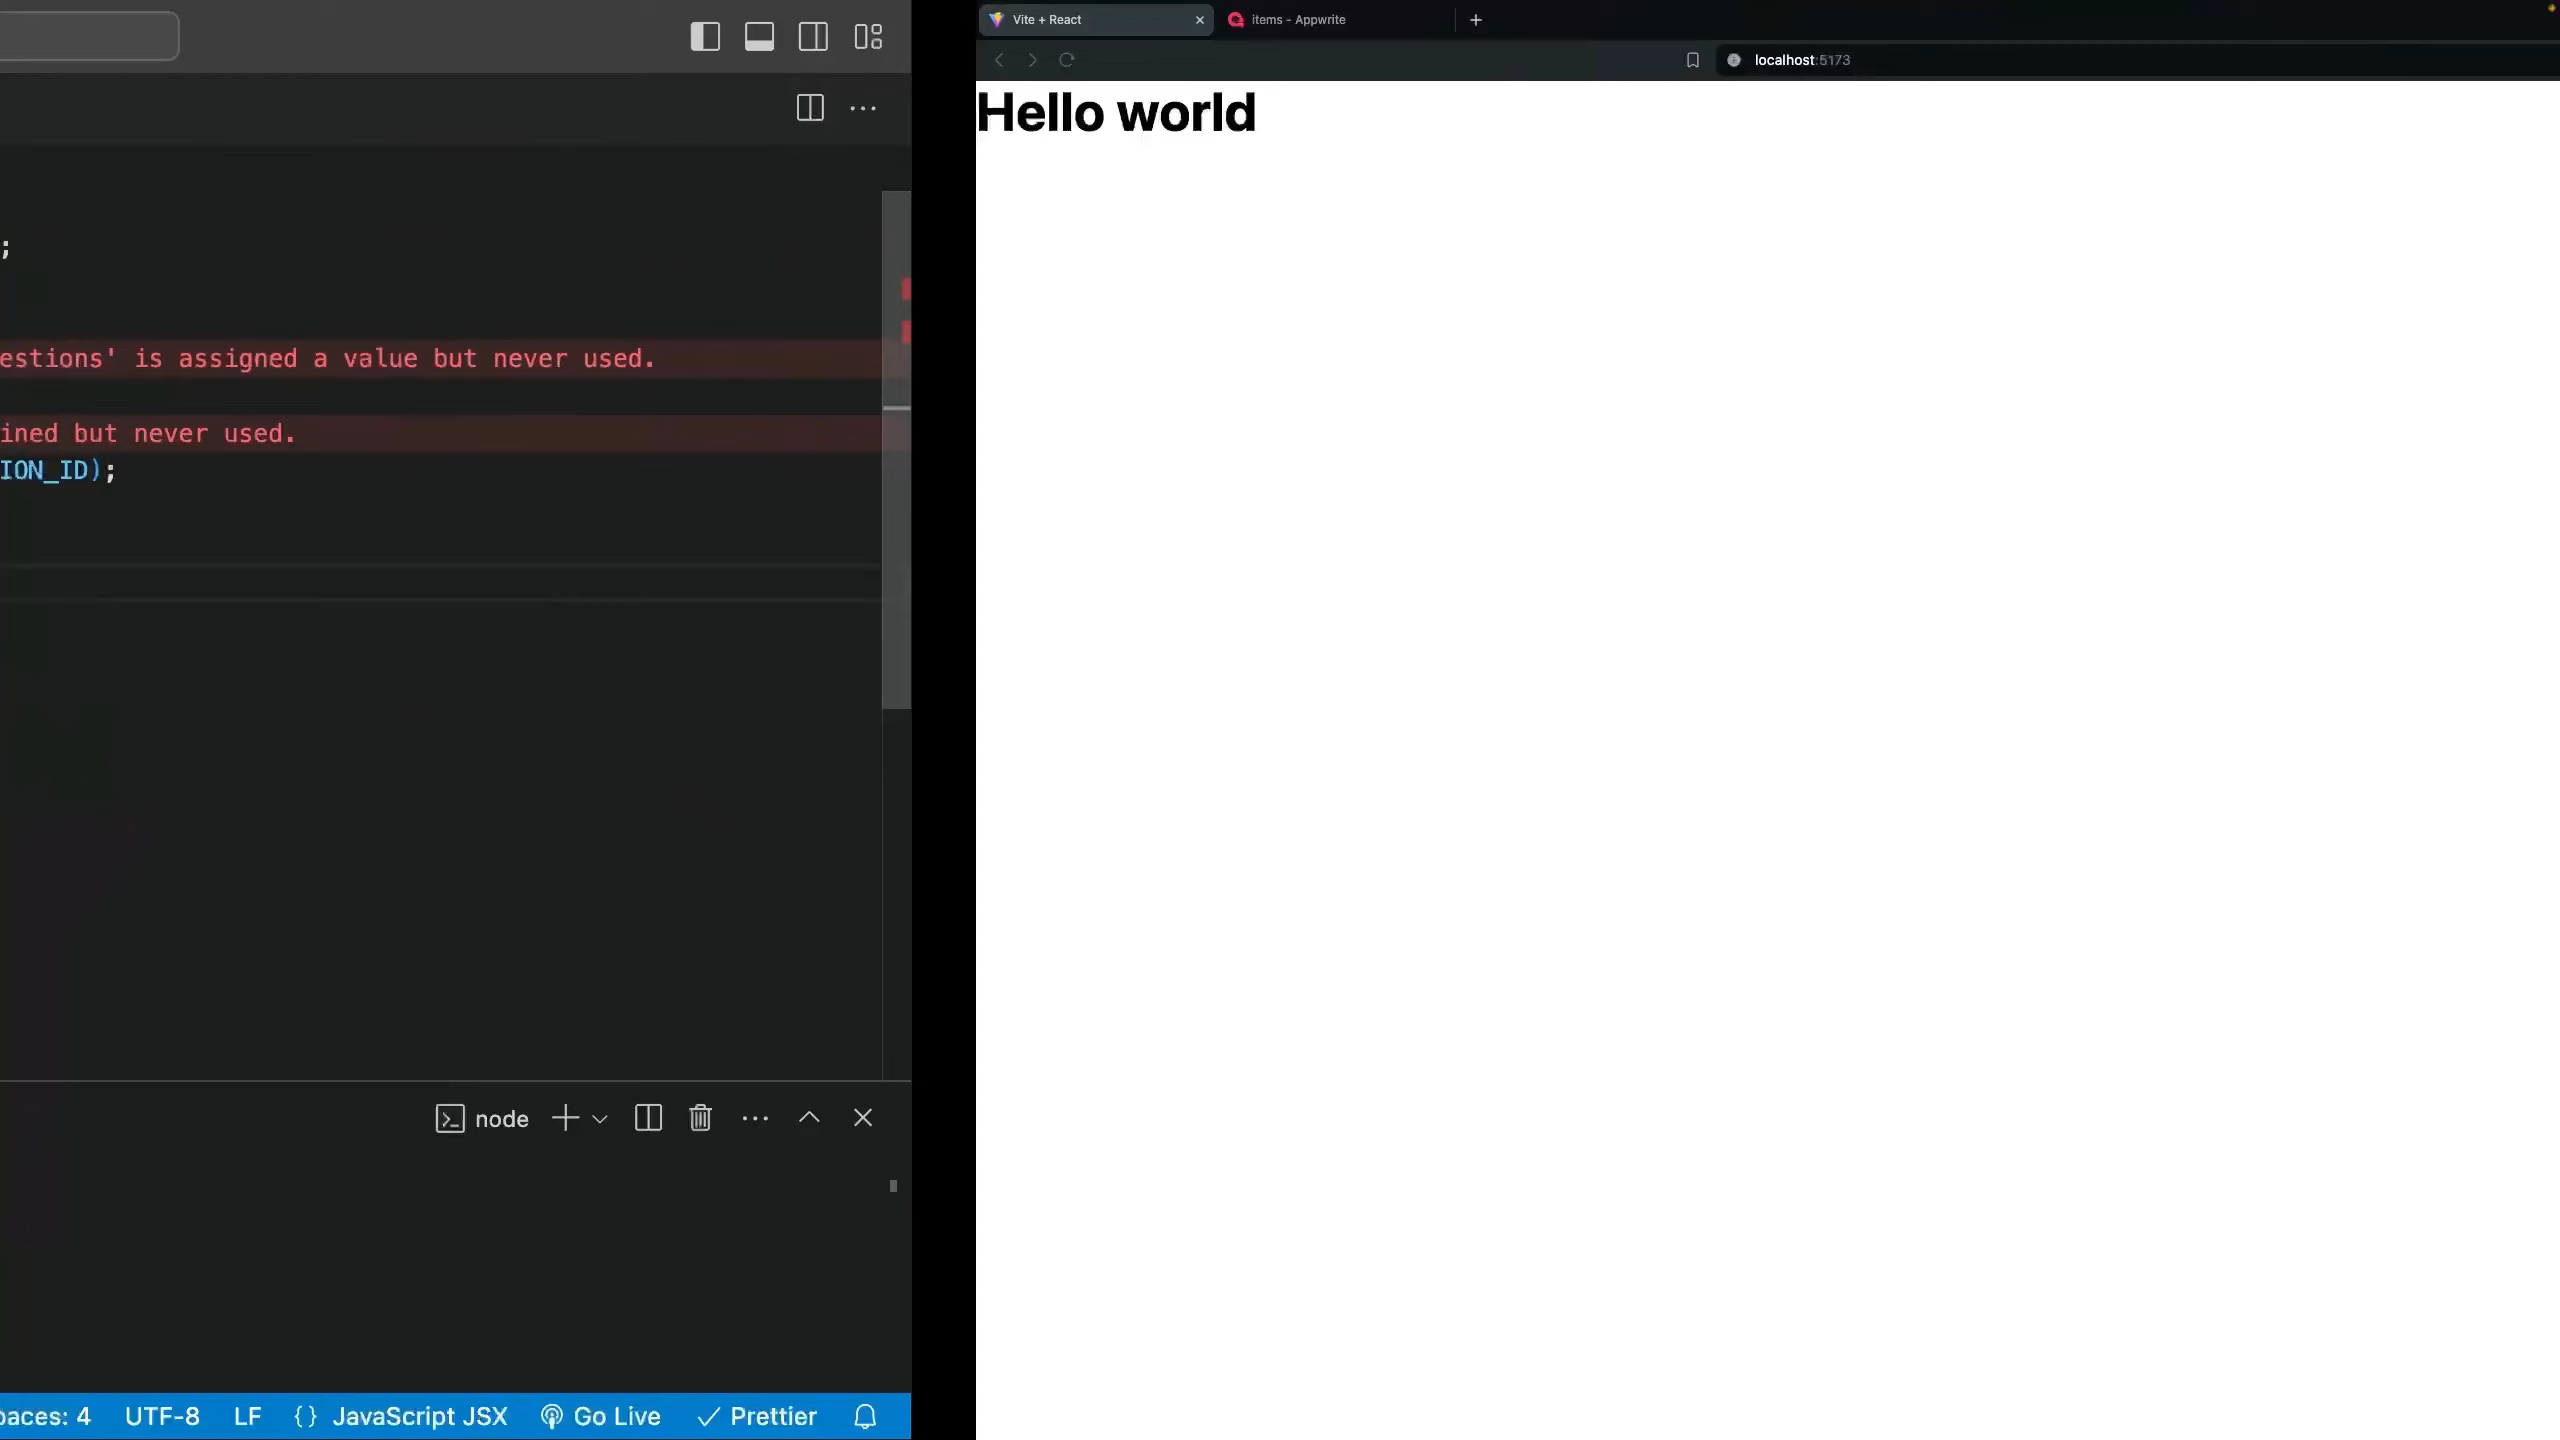 ;
estions' is assigned a value but never used.
ined but never used.
ION_ID);
node
paces: 4 UTF-8 LF {} JavaScript JSX Go Live Prettier
Vite + React
items - Appwrite
localhost:5173
Hello world